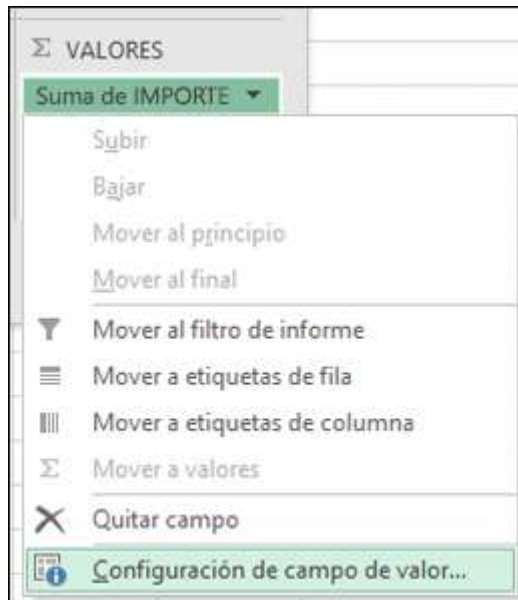 Σ VALORES
Suma de IMPORTE
Subir
Bajar
Mover al principio
Mover al final
Mover al filtro de informe
Mover a etiquetas de fila
Mover a etiquetas de columna
Σ Mover a valores
Quitar campo
Configuración de campo de valor...